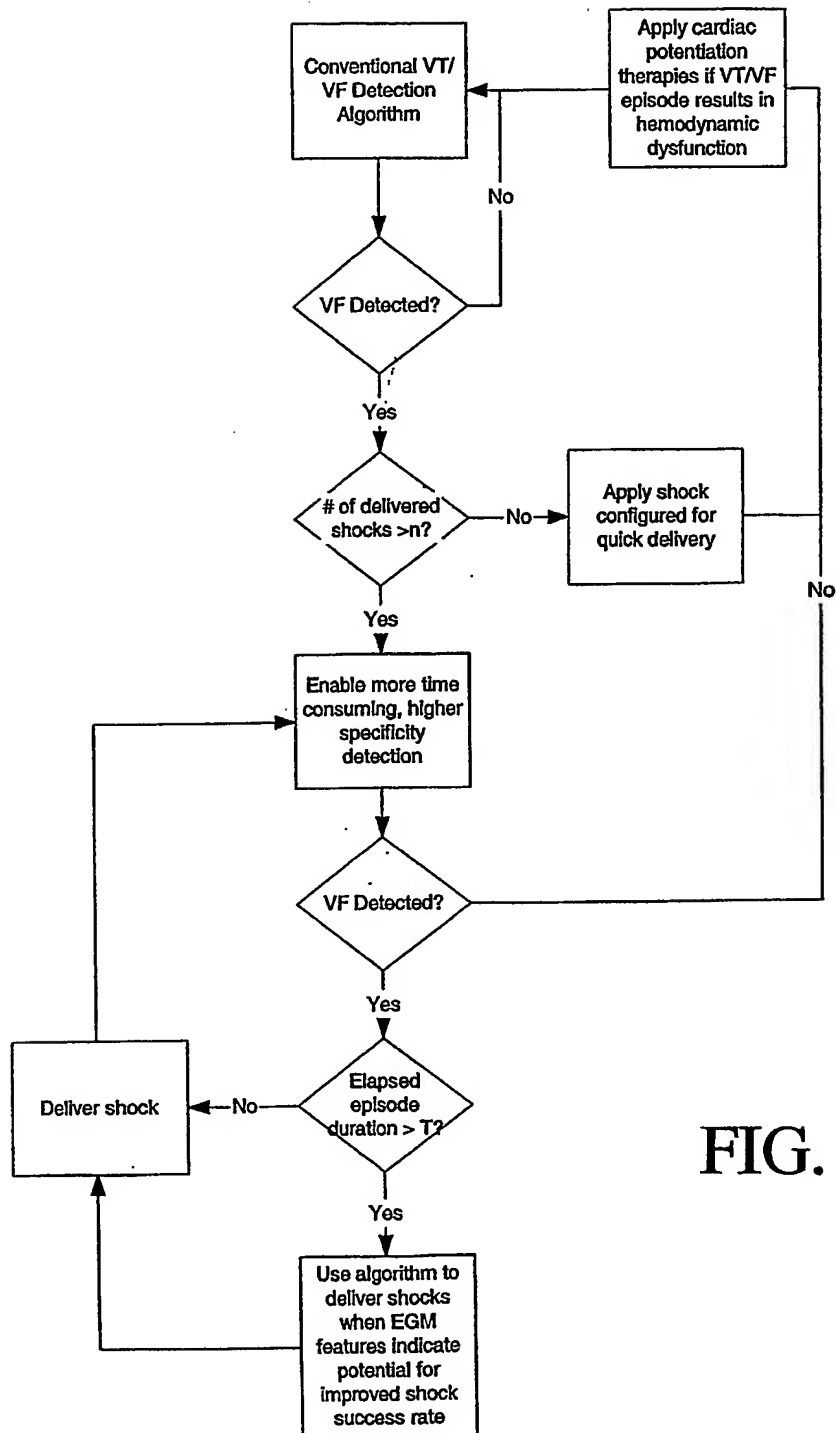 Conventional VT/
VF Detection
Algorithm
Apply cardiac
potentiation
therapies if VT/VF
episode results in
hemodynamic
dysfunction
No
VF Detected?
Yes
# of delivered
shocks >n?
No
Apply shock
configured for
quick delivery
No
Yes
Enable more time
consuming, higher
specificity
detection
VF Detected?
Yes
Elapsed
episode
duration > T?
No
Deliver shock
Yes
Use algorithm to
deliver shocks
when EGM
features indicate
potential for
improved shock
success rate
FIG.